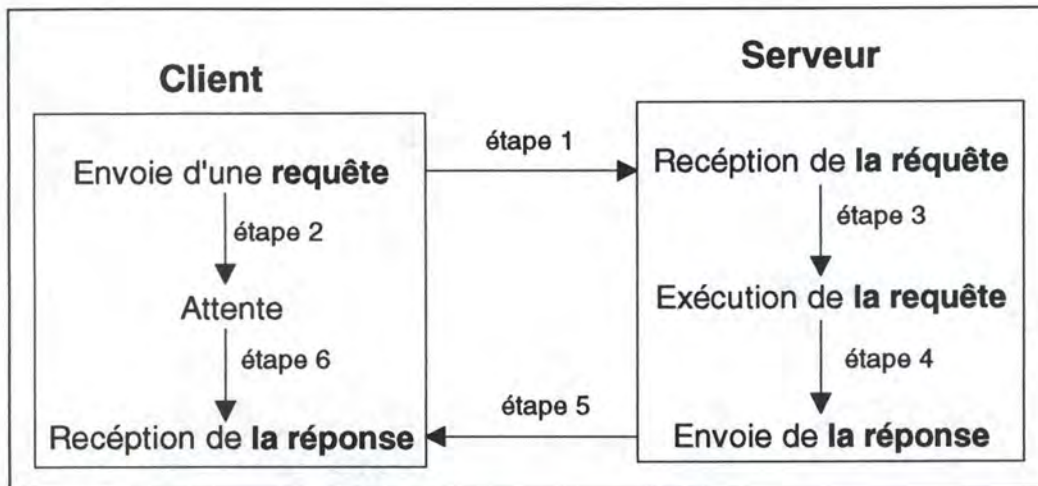 Client
Serveur
Envoie d'une requête
étape 1
Recéption de la réquête
étape 2
étape 3
Attente
Exécution de la requête
étape 6
étape 4
étape 5
Recéption de la réponse
Envoie de la réponse